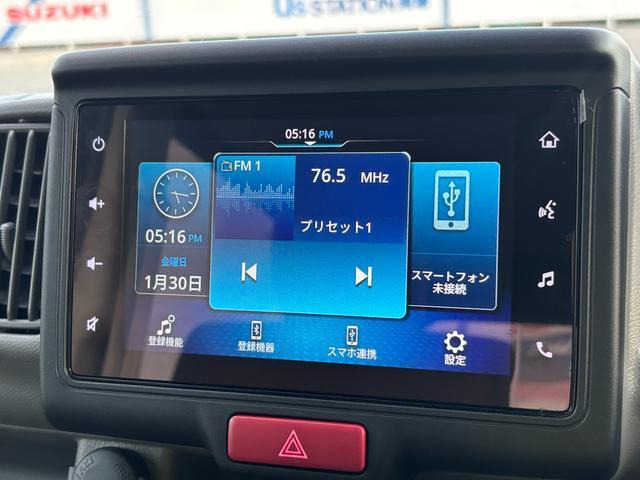 SUZUKI
U's STATION
05:16 PM
FM 1
76.5 MHz
プリセット1
05:16 PM
金曜日
1月30日
スマートフォン
未接続
登録機能
登録機器
スマホ連携
設定
12V